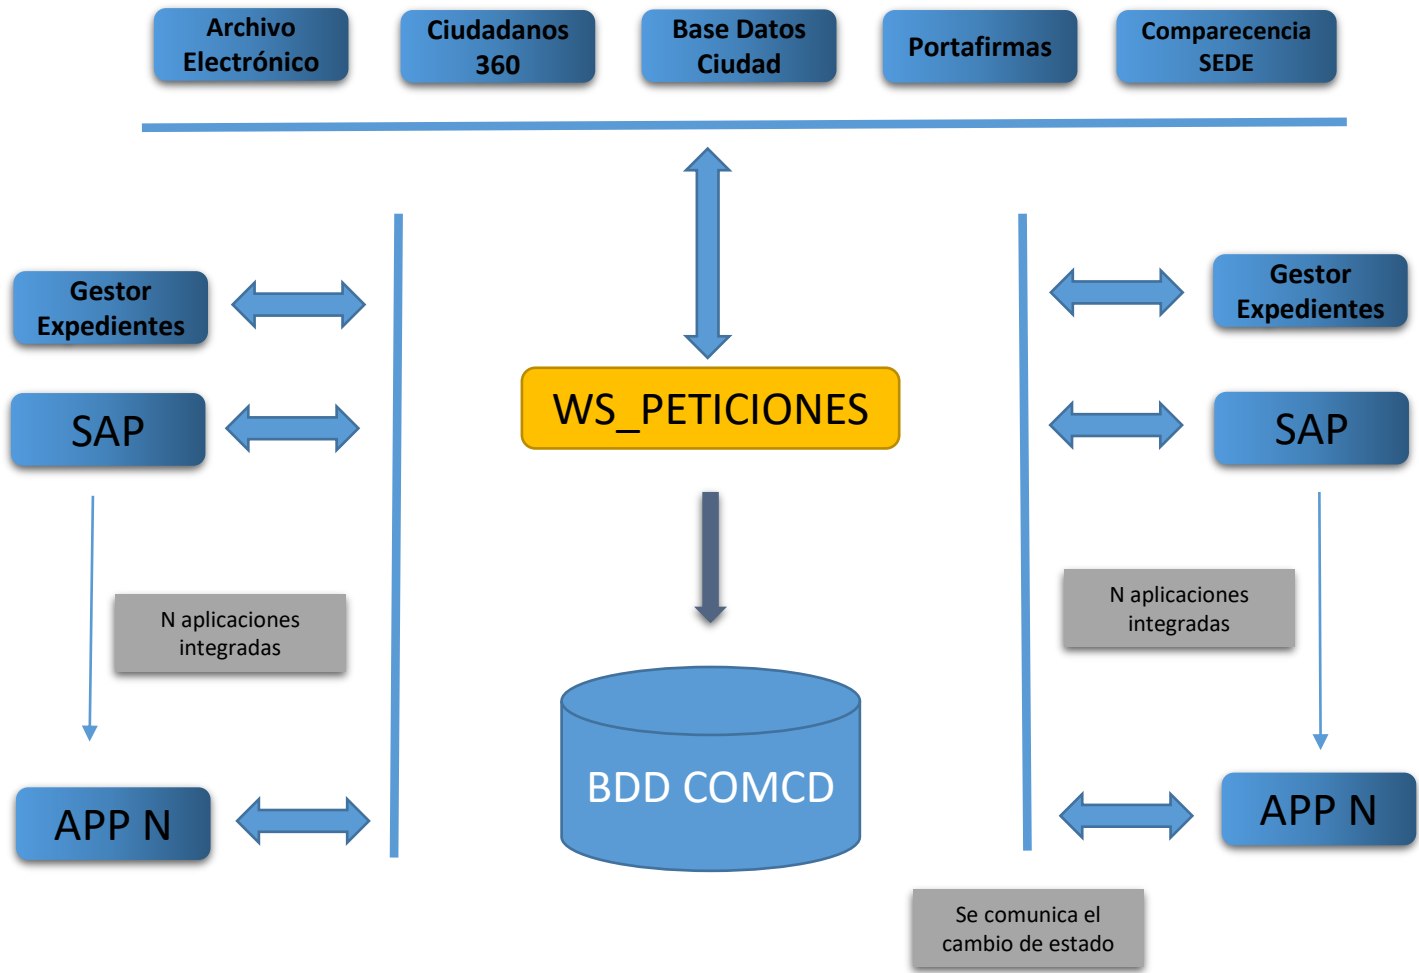 Archivo
Electrónico
Ciudadanos
360
Base Datos
Ciudad
Portafirmas
Comparecencia
SEDE
Gestor
Expedientes
Gestor
Expedientes
SAP
WS_PETICIONES
SAP
N aplicaciones
integradas
N aplicaciones
integradas
BDD COMCD
APP N
APP N
Se comunica el
cambio de estado